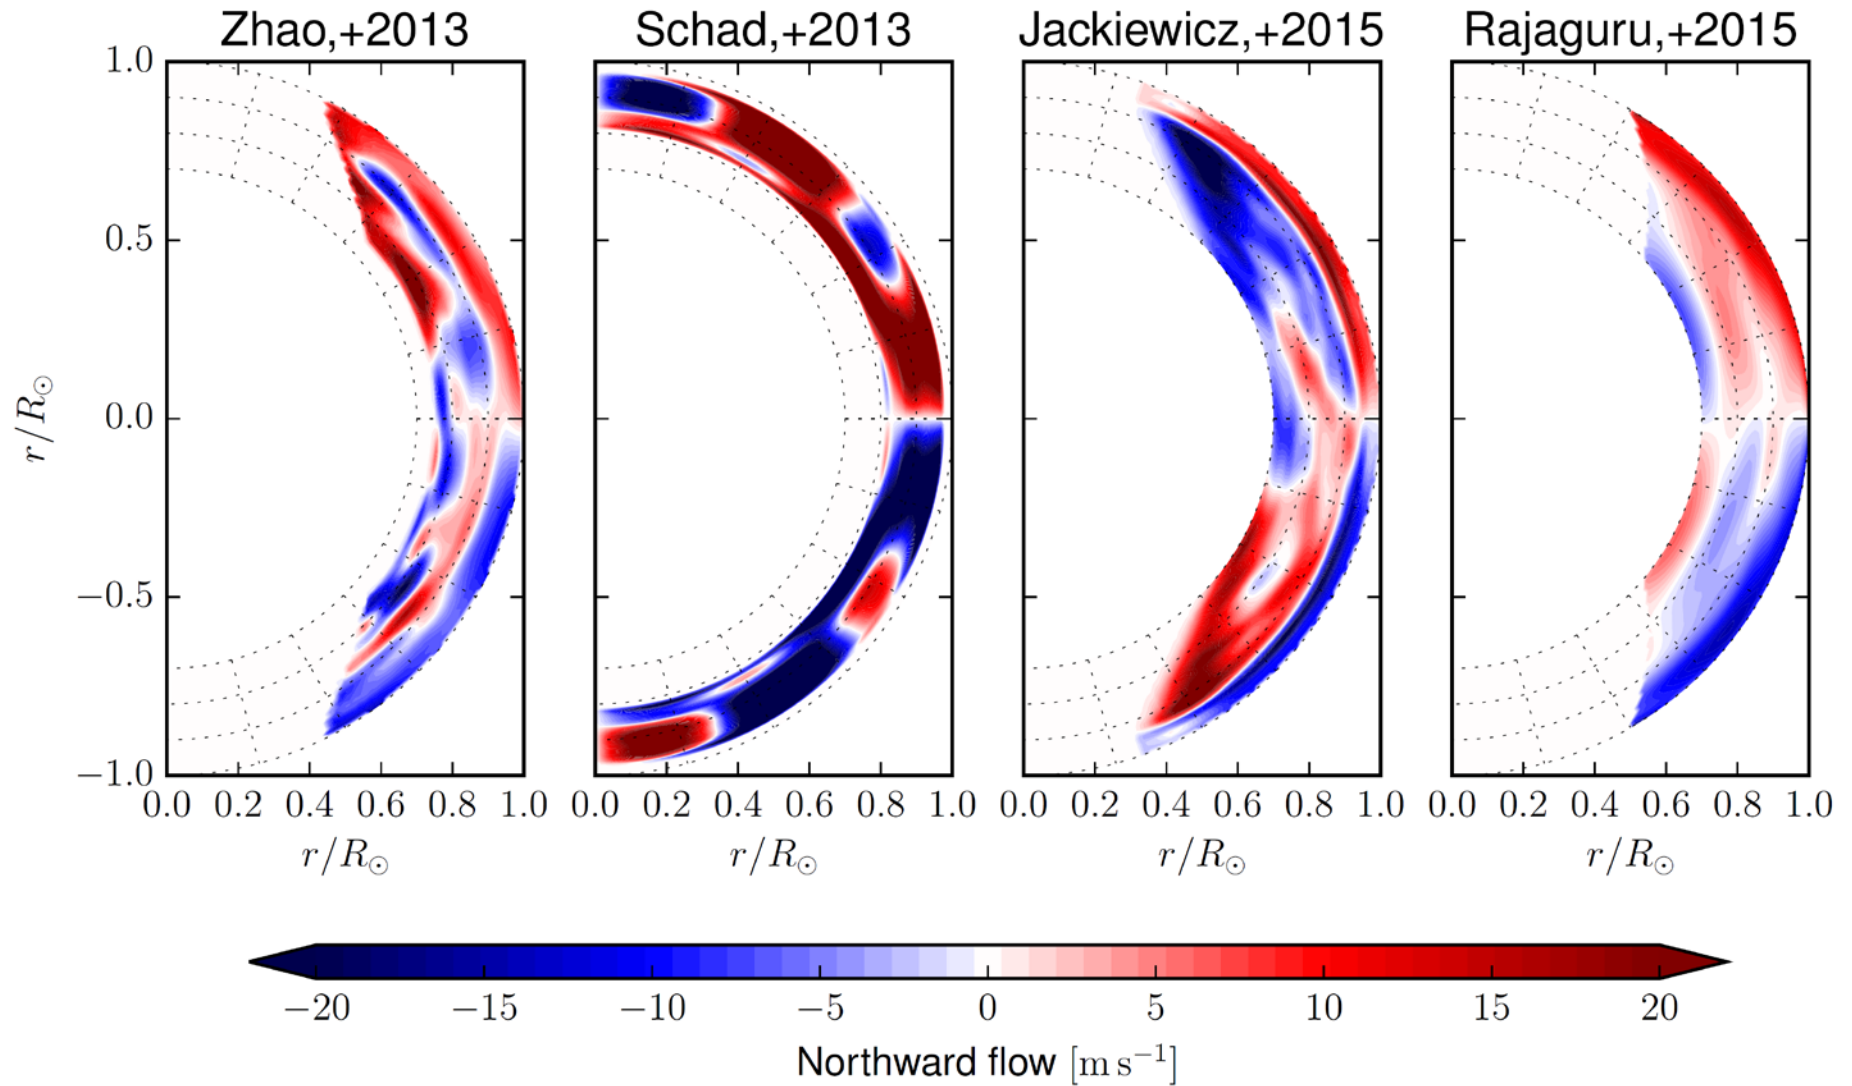 Zhao,+2013 Schad,+2013 Jackiewicz,+2015 Rajaguru,+2015
1.0
0.5
0.0
−0.5
−1.0
r/R☉
0.0 0.2 0.4 0.6 0.8 1.0 0.0 0.2 0.4 0.6 0.8 1.0 0.0 0.2 0.4 0.6 0.8 1.0 0.0 0.2 0.4 0.6 0.8 1.0
r/R☉ r/R☉ r/R☉ r/R☉
−20 −15 −10 −5 0 5 10 15 20
Northward flow [m s⁻¹]